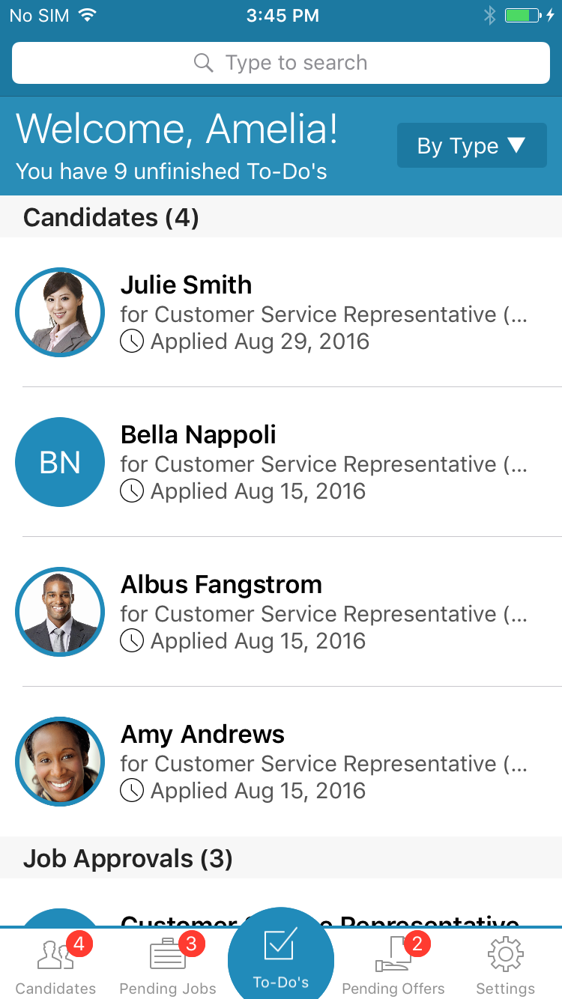 No SIM 3:45 PM
Type to search
Welcome, Amelia!
By Type ▼
You have 9 unfinished To-Do's
Candidates (4)
Julie Smith
for Customer Service Representative (...
Applied Aug 29, 2016
BN
Bella Nappoli
for Customer Service Representative (...
Applied Aug 15, 2016
Albus Fangstrom
for Customer Service Representative (...
Applied Aug 15, 2016
Amy Andrews
for Customer Service Representative (...
Applied Aug 15, 2016
Job Approvals (3)
Customer Service Representative
4 3 2
Candidates Pending Jobs To-Do's Pending Offers Settings